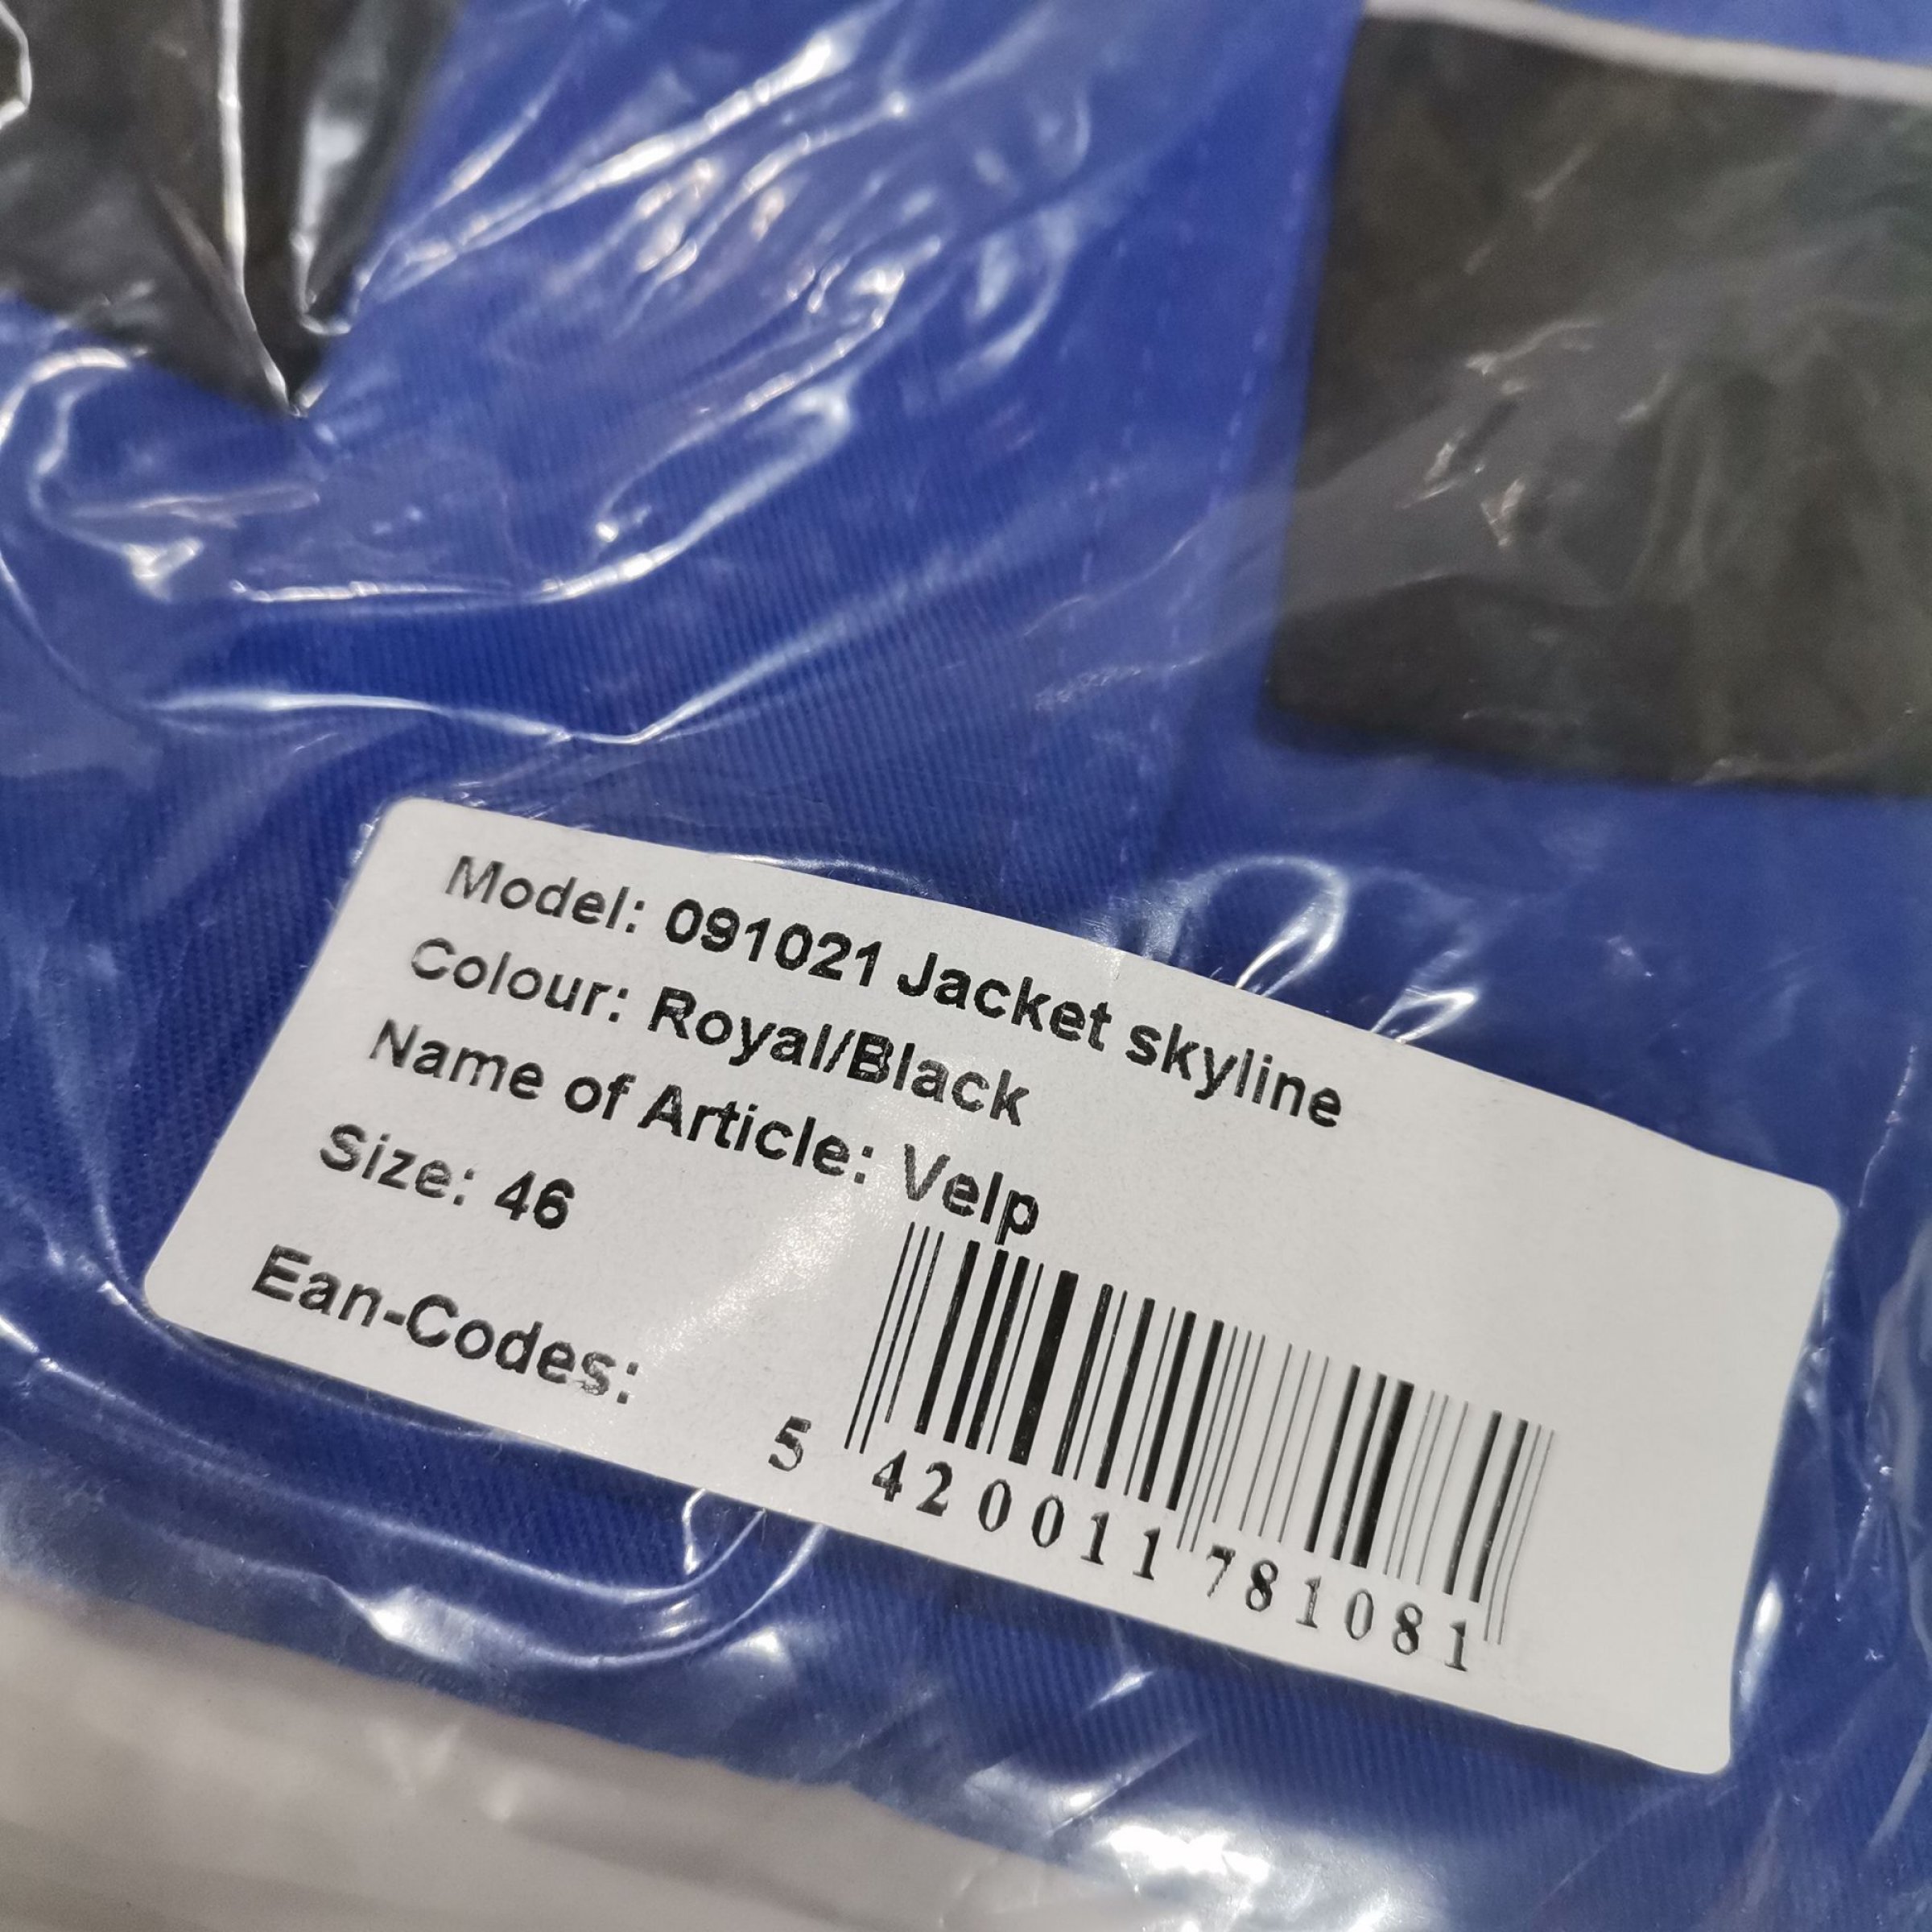 Model: 091021 Jacket skyline
Colour: Royal/Black
Name of Article: Velp
Size: 46
Ean-Codes:
5 420011 781081